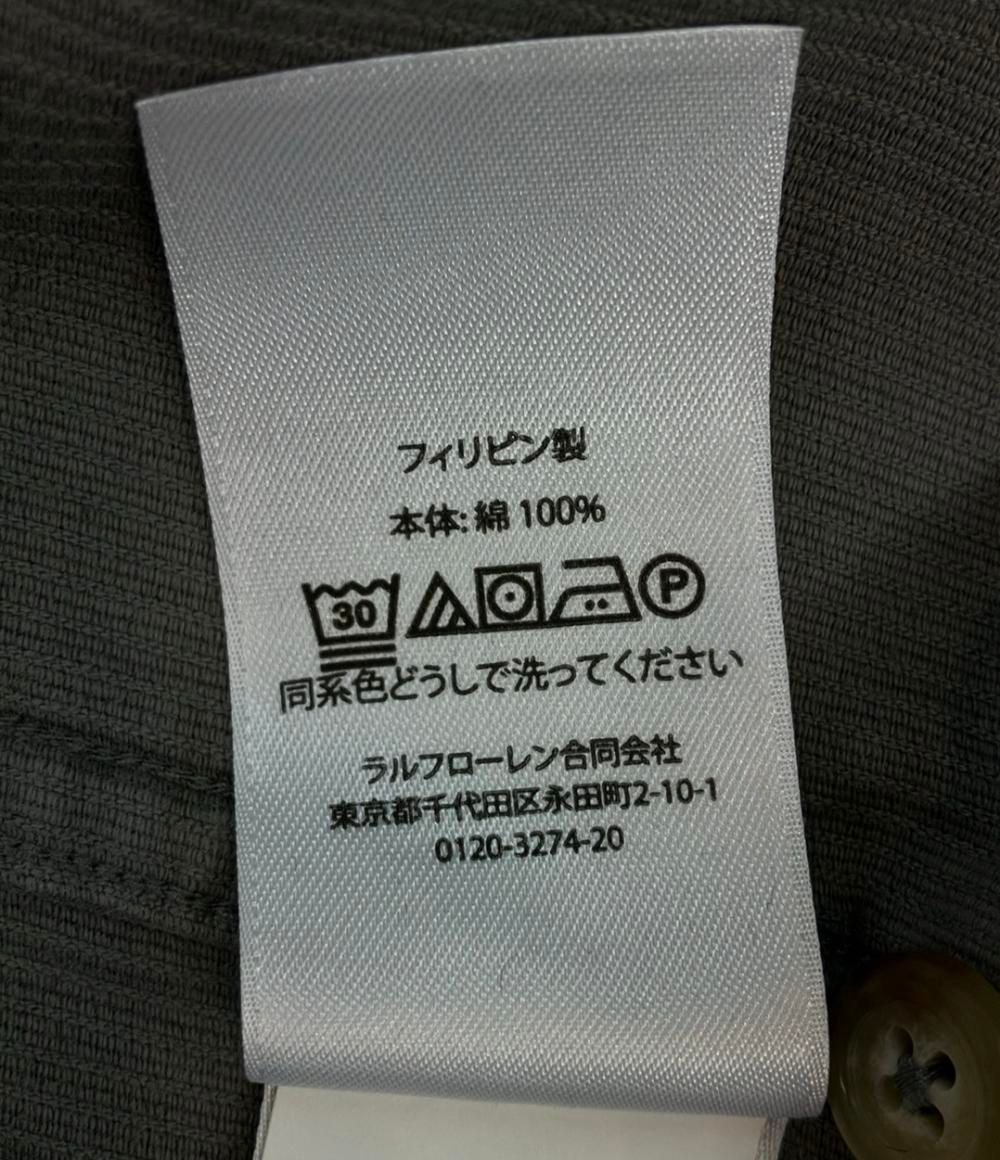 フィリピン製
本体: 綿 100%
30 P
同系色どうしで洗ってください
ラルフローレン合同会社
東京都千代田区永田町2-10-1
0120-3274-20